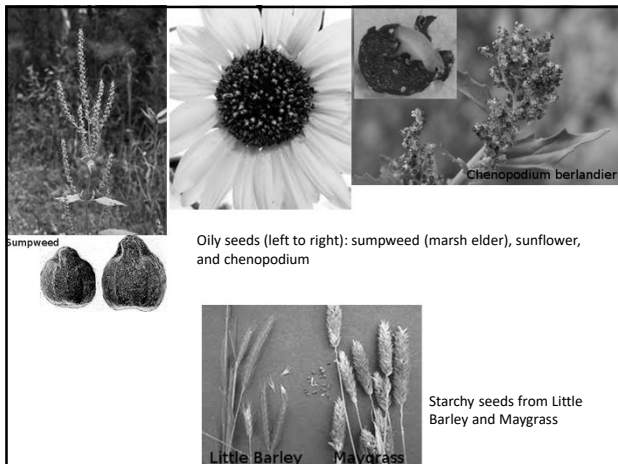 Chenopodium berlandier
Sumpweed
Oily seeds (left to right): sumpweed (marsh elder), sunflower,
and chenopodium
Starchy seeds from Little
Barley and Maygrass
Little Barley
Maygrass